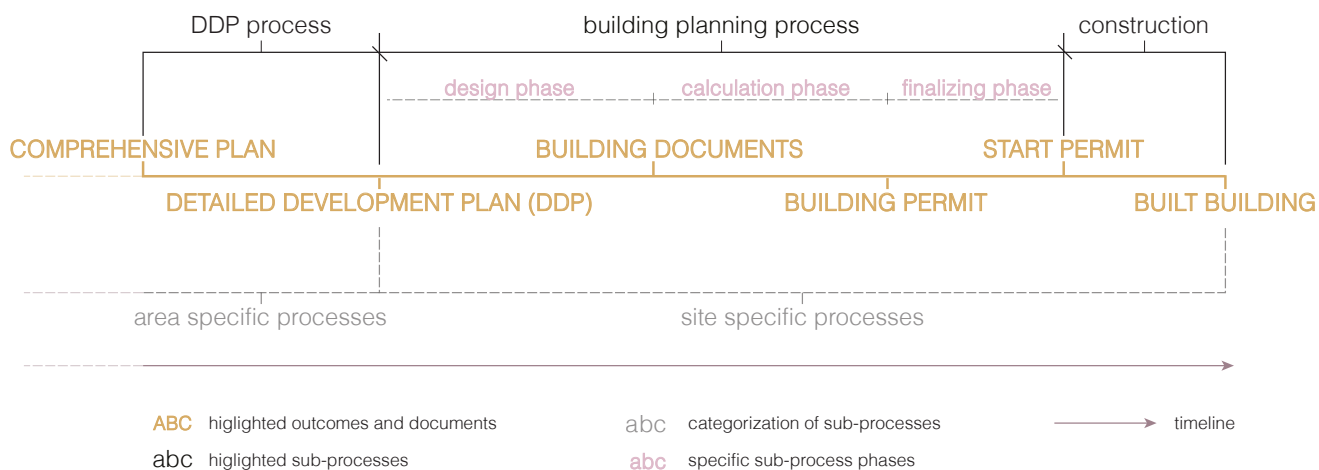 DDP process
building planning process
construction
design phase
calculation phase
finalizing phase
COMPREHENSIVE PLAN
BUILDING DOCUMENTS
START PERMIT
DETAILED DEVELOPMENT PLAN (DDP)
BUILDING PERMIT
BUILT BUILDING
area specific processes
site specific processes
ABC higlighted outcomes and documents
abc categorization of sub-processes
timeline
abc higlighted sub-processes
abc specific sub-process phases